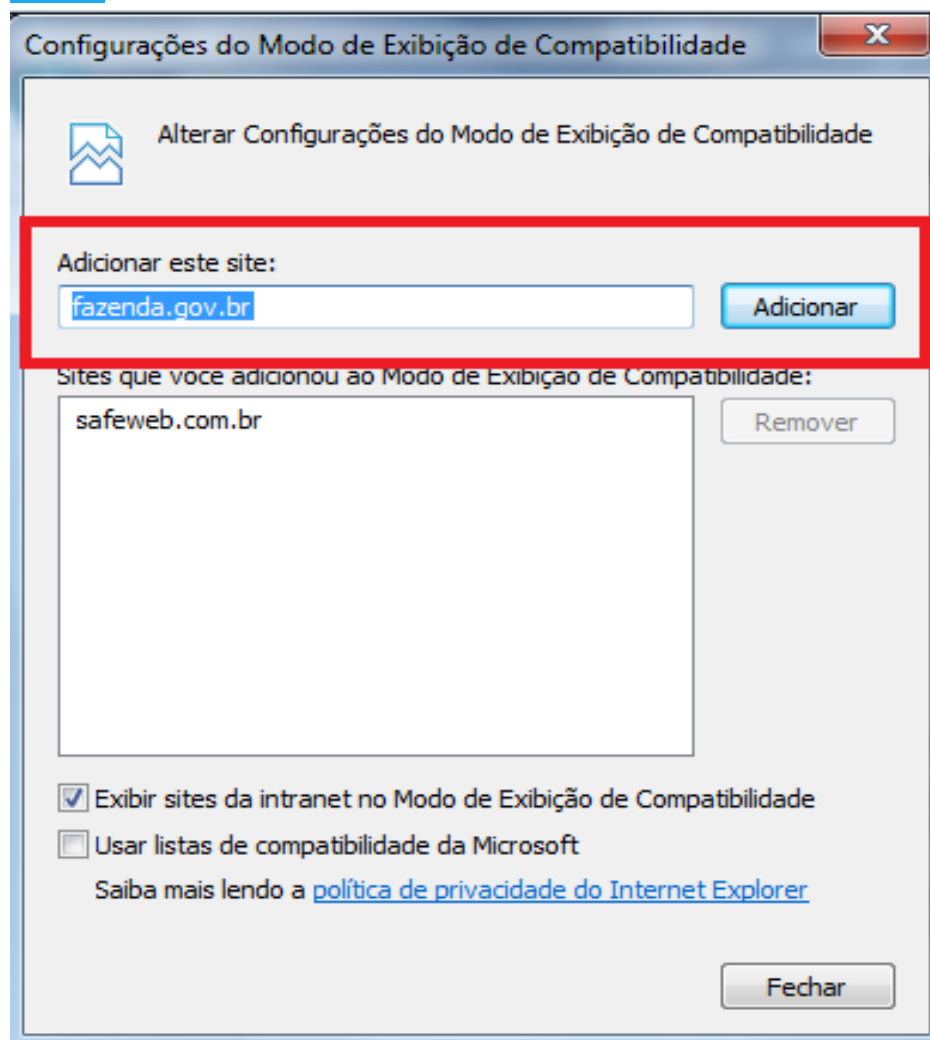 Configurações do Modo de Exibição de Compatibilidade
Alterar Configurações do Modo de Exibição de Compatibilidade
Adicionar este site:
fazenda.gov.br
Adicionar
Sites que você adicionou ao Modo de Exibição de Compatibilidade:
safeweb.com.br
Remover
Exibir sites da intranet no Modo de Exibição de Compatibilidade
Usar listas de compatibilidade da Microsoft
Saiba mais lendo a política de privacidade do Internet Explorer
Fechar